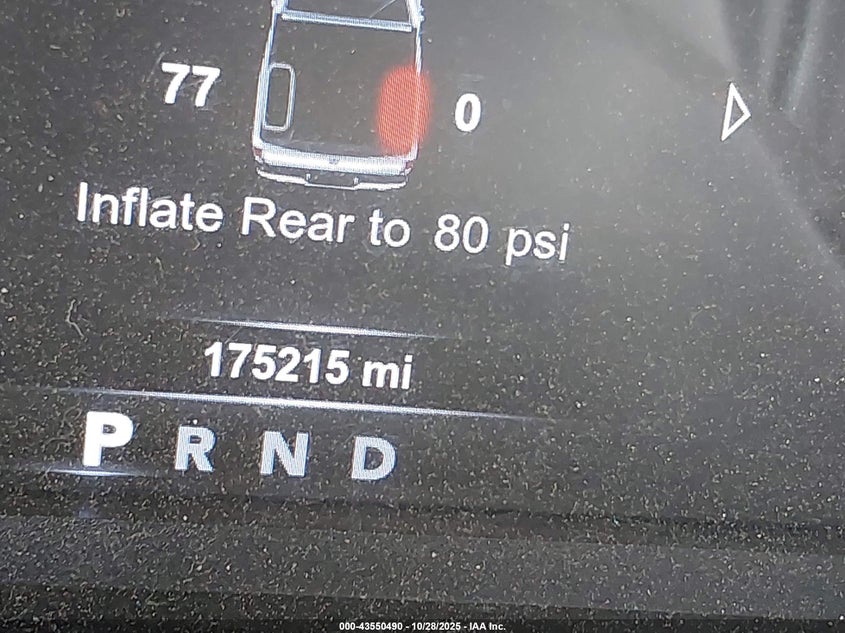 77 0
Inflate Rear to 80 psi
175215 mi
P R N D
000-43550490 - 10/28/2025 - IAA Inc.